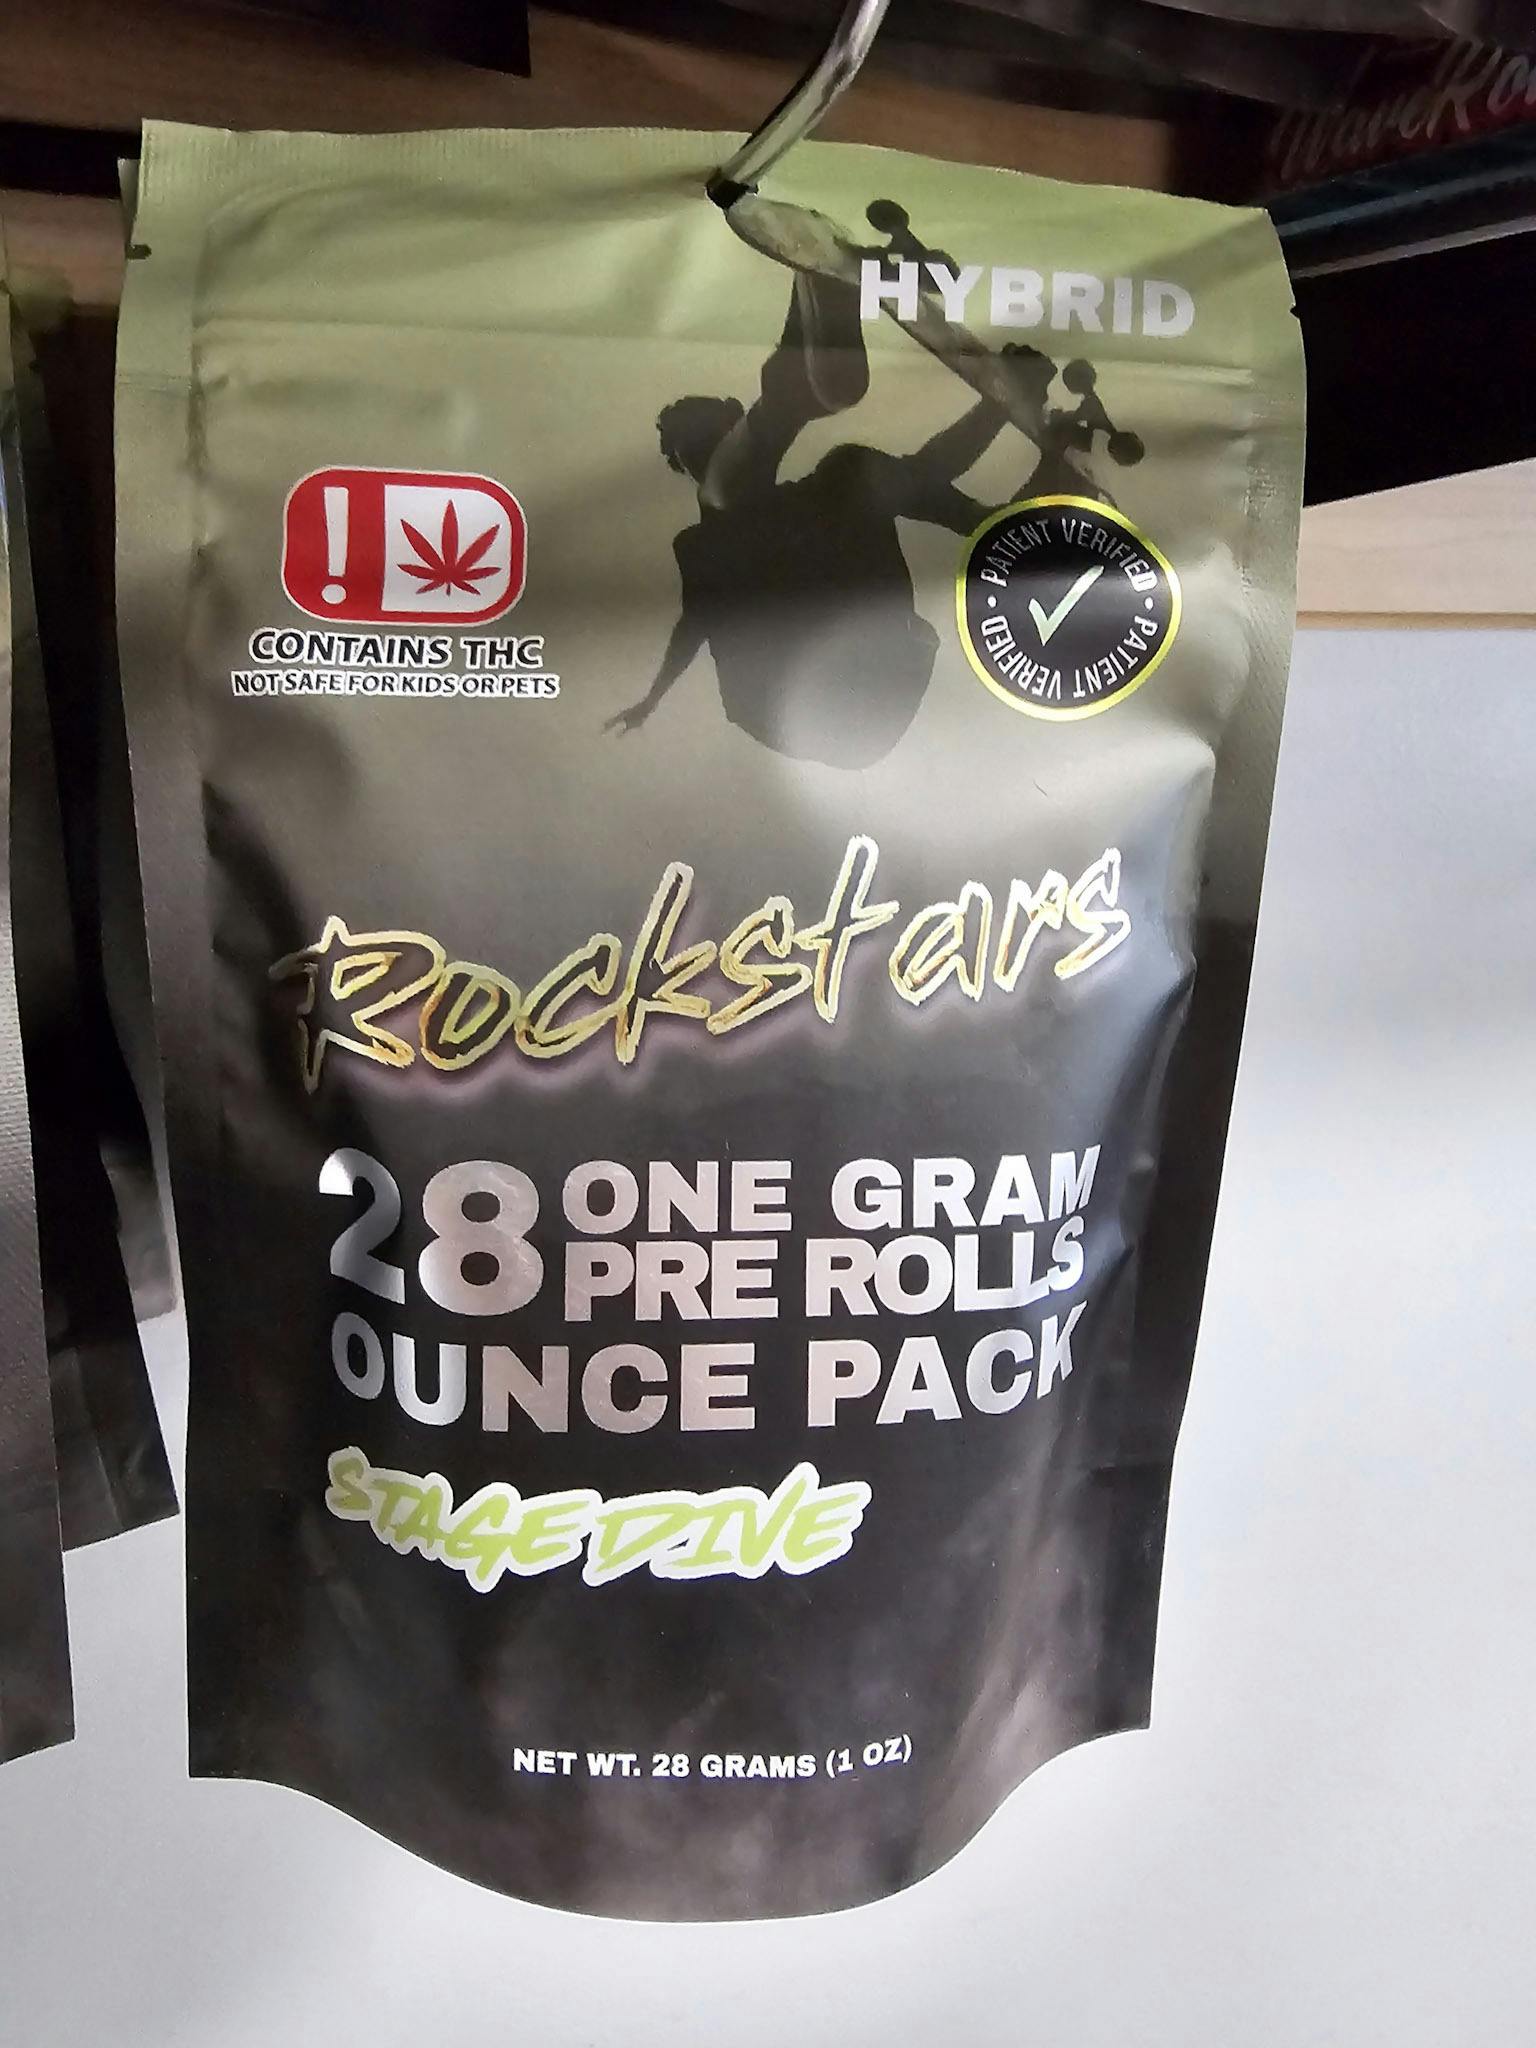 HYBRID
PATIENT VERIFIED • PATIENT VERIFIED •
CONTAINS THC
NOT SAFE FOR KIDS OR PETS
Rockstars
28 ONE GRAM
PRE ROLLS
OUNCE PACK
STAGE DIVE
NET WT. 28 GRAMS (1 OZ)